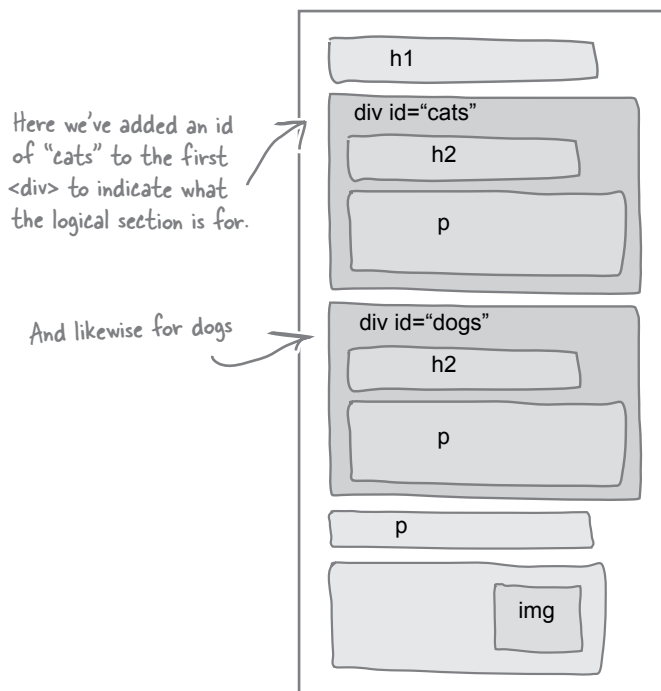 h1
Here we've added an id
of “cats” to the first
<div> to indicate what
the logical section is for.
div id=“cats”
h2
p
And likewise for dogs
div id=“dogs”
h2
p
p
img